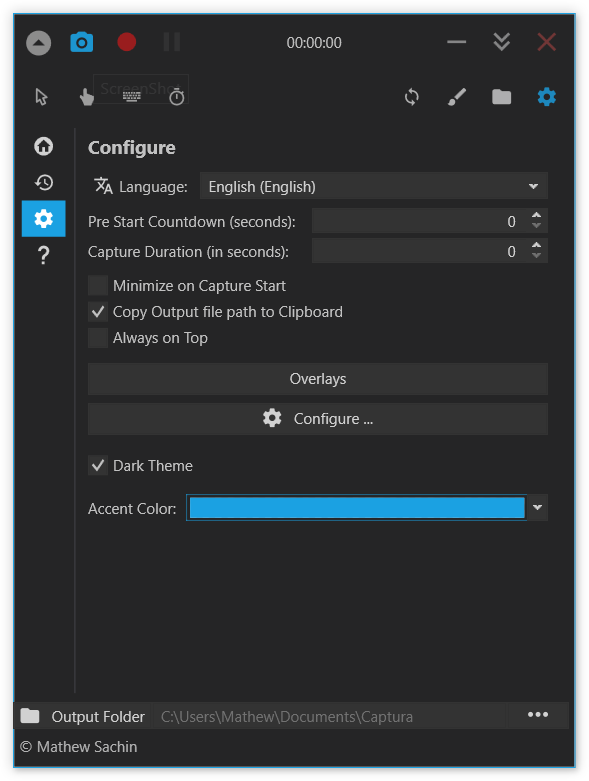 00:00:00
ScreenShot
Configure
Language: English (English)
Pre Start Countdown (seconds): 0
Capture Duration (in seconds): 0
Minimize on Capture Start
Copy Output file path to Clipboard
Always on Top
Overlays
Configure ...
Dark Theme
Accent Color:
Output Folder C:\Users\Mathew\Documents\Captura •••
© Mathew Sachin